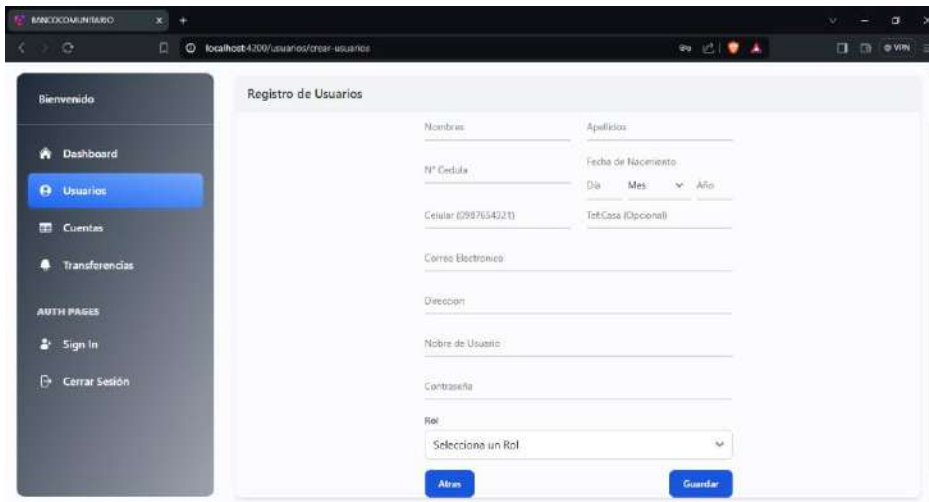 BANCOCOMUNITARIO
localhost:4200/usuarios/crear-usuarios
VPN
Bienvenido
Dashboard
Usuarios
Cuentas
Transferencias
AUTH PAGES
Sign In
Cerrar Sesión
Registro de Usuarios
Nombres Apellidos
N° Cedula Fecha de Nacimiento
Día Mes Año
Celular (0987654321) Tel:Casa (Opcional)
Correo Electronico
Direccion
Nobre de Usuario
Contraseña
Rol
Selecciona un Rol
Atras Guardar